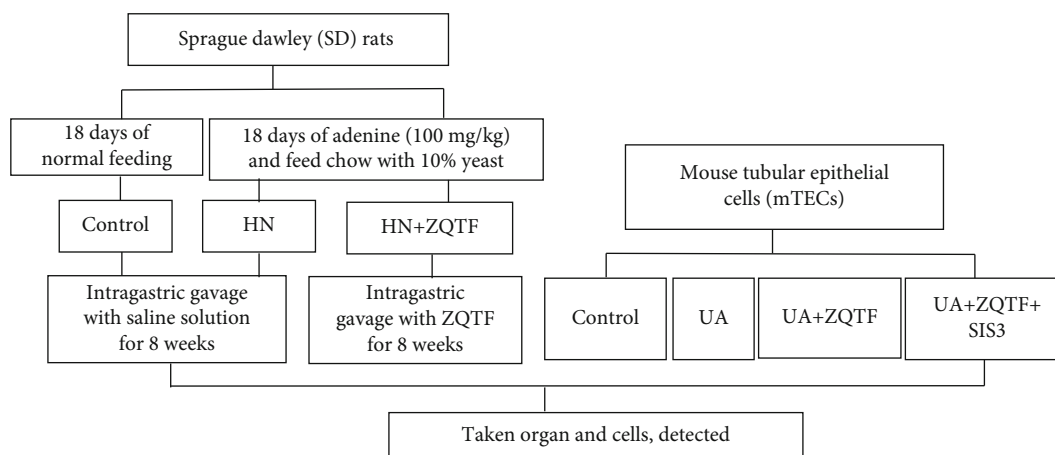 Sprague dawley (SD) rats
18 days of
normal feeding
18 days of adenine (100 mg/kg)
and feed chow with 10% yeast
Mouse tubular epithelial
cells (mTECs)
Control
HN
HN+ZQTF
Intragastric gavage
with saline solution
for 8 weeks
Intragastric
gavage with ZQTF
for 8 weeks
Control
UA
UA+ZQTF
UA+ZQTF+
SIS3
Taken organ and cells, detected